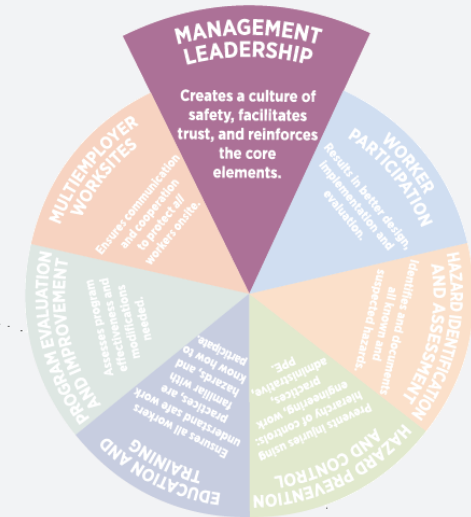 MANAGEMENT
LEADERSHIP
Creates a culture of
safety, facilitates
trust, and reinforces
the core
elements.
WORKER
PARTICIPATION
Results in better design,
implementation and
evaluation.
HAZARD IDENTIFICATION
AND ASSESSMENT
Identifies and documents
all known and
suspected hazards.
HAZARD PREVENTION
AND CONTROL
Prevents injuries using
hierarchy of controls:
engineering, work
practices,
administrative,
PPE.
EDUCATION AND
TRAINING
Ensures all workers
understand safe work
practices, are
familiar with
hazards, and,
know how to
participate
PROGRAM EVALUATION
AND IMPROVEMENT
Assesses program
effectiveness and
modifications
needed.
MULTIEMPLOYER
WORKSITES
Ensures communication
and cooperation
to protect all
workers onsite.